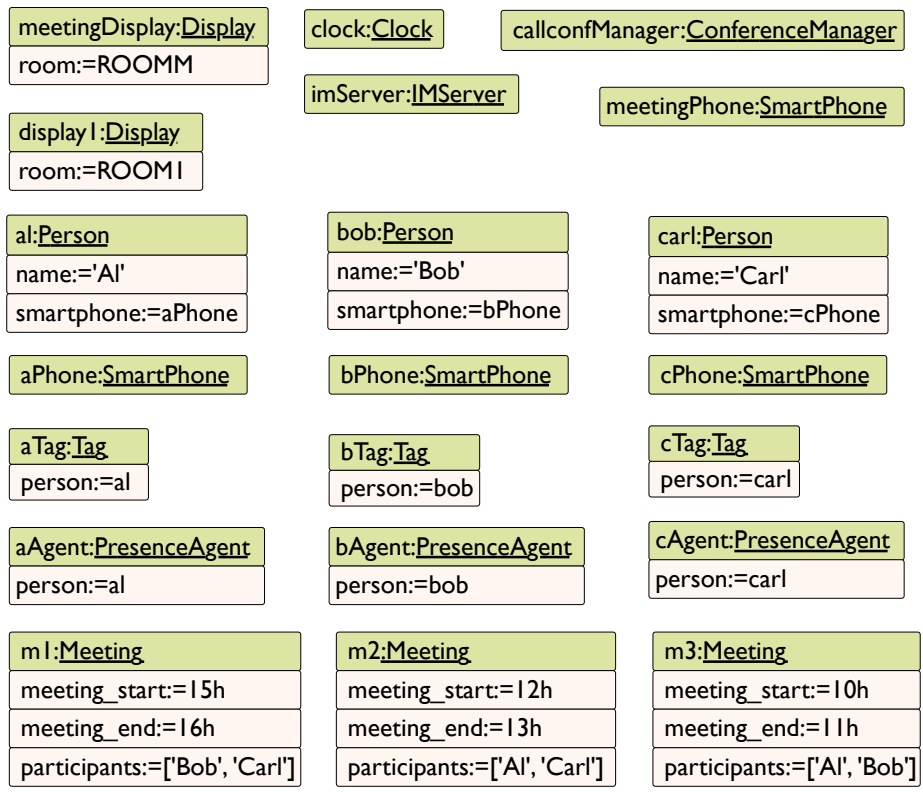 meetingDisplay:Display
room:=ROOMM
clock:Clock
callconfManager:ConferenceManager
imServer:IMServer
meetingPhone:SmartPhone
display1:Display
room:=ROOM1
al:Person
name:='Al'
smartphone:=aPhone
bob:Person
name:='Bob'
smartphone:=bPhone
carl:Person
name:='Carl'
smartphone:=cPhone
aPhone:SmartPhone
bPhone:SmartPhone
cPhone:SmartPhone
aTag:Tag
person:=al
bTag:Tag
person:=bob
cTag:Tag
person:=carl
aAgent:PresenceAgent
person:=al
bAgent:PresenceAgent
person:=bob
cAgent:PresenceAgent
person:=carl
m1:Meeting
meeting_start:=15h
meeting_end:=16h
participants:=['Bob', 'Carl']
m2:Meeting
meeting_start:=12h
meeting_end:=13h
participants:=['Al', 'Carl']
m3:Meeting
meeting_start:=10h
meeting_end:=11h
participants:=['Al', 'Bob']